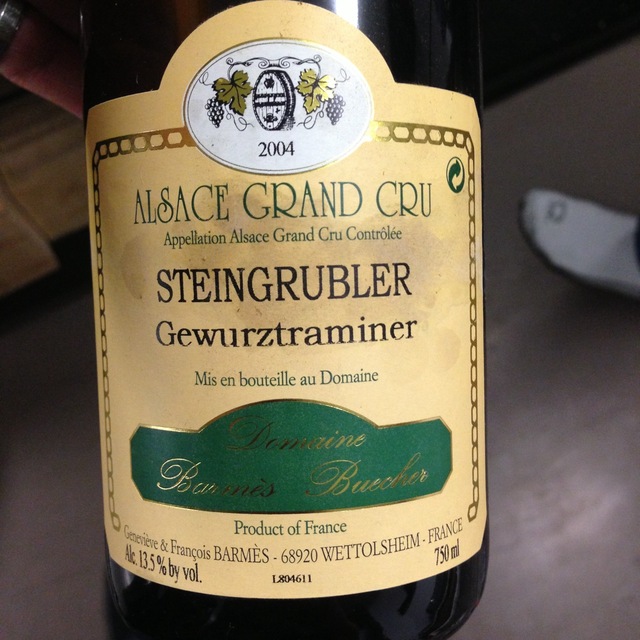 2004
ALSACE GRAND CRU
Appellation Alsace Grand Cru Contrôlée
STEINGRUBLER
Gewurztraminer
Mis en bouteille au Domaine
Domaine
Barmès Buecher
Product of France
Geneviève & François BARMÈS - 68920 WETTOLSHEIM - FRANCE
Alc. 13.5 % by vol.
L804611
750 ml